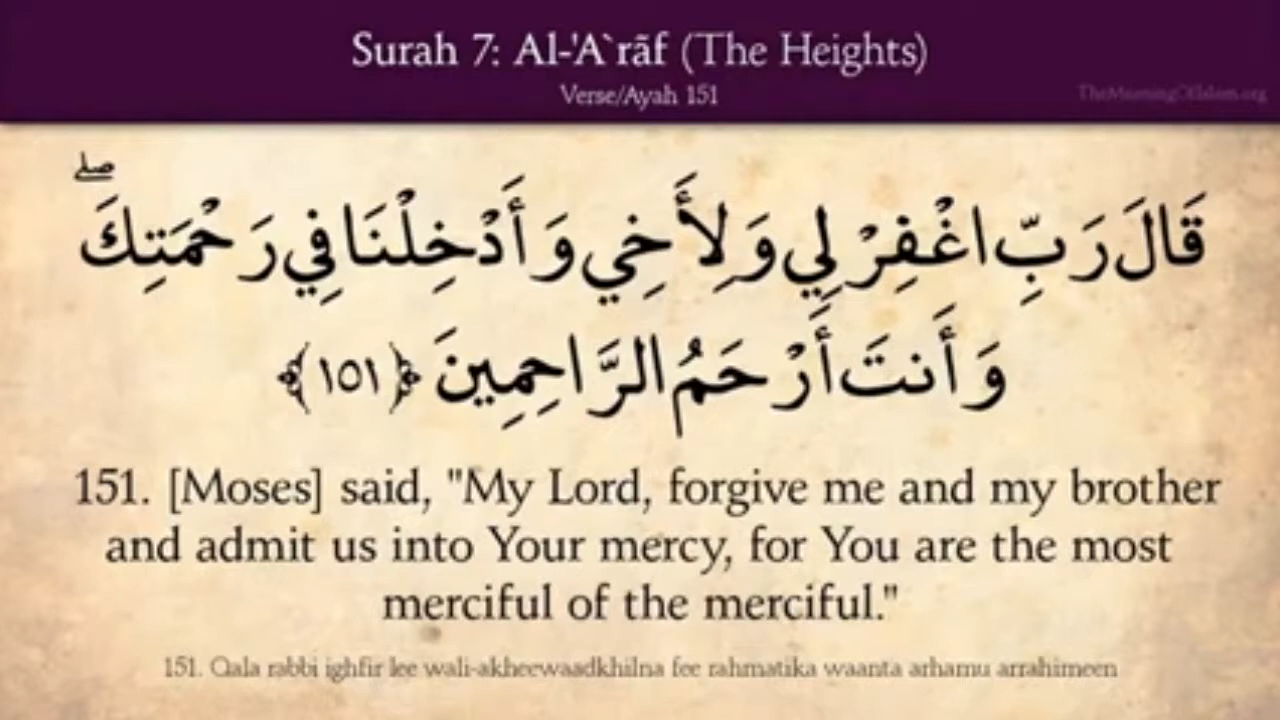 Surah 7: Al-'A`rãf (The Heights)
Verse/Ayah 151
TheMorningOfIslam.org
قَالَ رَبِّ اغْفِرْ لِي وَلِأَخِي وَأَدْخِلْنَا فِي رَحْمَتِكَ ۖ
وَأَنتَ أَرْحَمُ الرَّاحِمِينَ ﴿١٥١﴾
151. [Moses] said, "My Lord, forgive me and my brother
and admit us into Your mercy, for You are the most
merciful of the merciful."
151. Qala rabbi ighfir lee wali-akheewaadkhilna fee rahmatika waanta arhamu arrahimeen